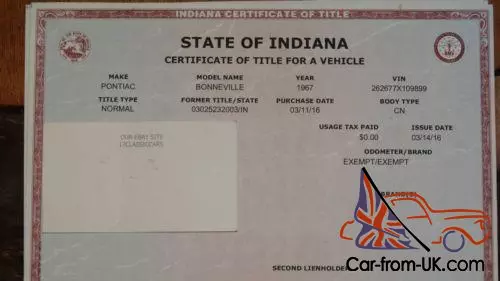 INDIANA CERTIFICATE OF TITLE
STATE OF INDIANA
CERTIFICATE OF TITLE FOR A VEHICLE
MAKE MODEL NAME YEAR VIN
PONTIAC BONNEVILLE 1967 262677X109899
TITLE TYPE FORMER TITLE/STATE PURCHASE DATE BODY TYPE
NORMAL 03025232003/IN 03/11/16 CN
USAGE TAX PAID ISSUE DATE
$0.00 03/14/16
OUR EBAY SITE
L7CLASSICCARS
ODOMETER/BRAND
EXEMPT/EXEMPT
SECOND LIENHOLDER
Car-from-UK.com